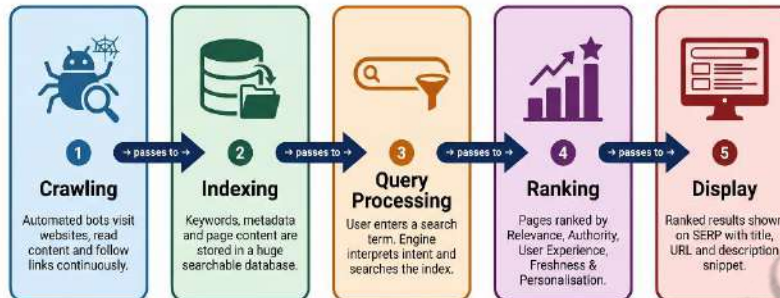 1
→ passes to →
2
→ passes to →
3
→ passes to →
4
→ passes to →
5
Crawling
Automated bots visit
websites, read
content and follow
links continuously.
Indexing
Keywords, metadata
and page content are
stored in a huge
searchable database.
Query
Processing
User enters a search
term. Engine
interprets intent and
searches the index.
Ranking
Pages ranked by
Relevance, Authority,
User Experience,
Freshness &
Personalisation.
Display
Ranked results shown
on SERP with title,
URL and description
snippet.